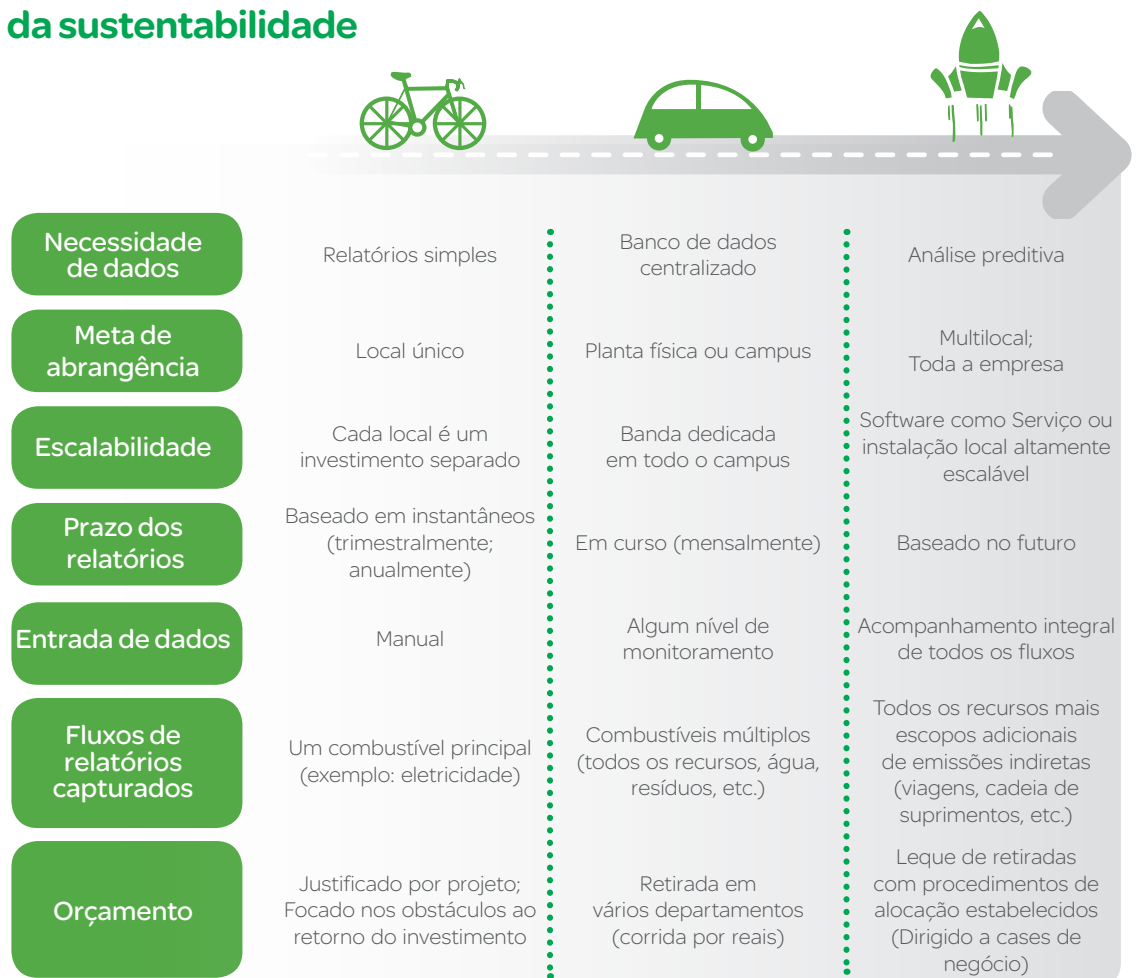 da sustentabilidade
Necessidade
de dados
Relatórios simples
Banco de dados
centralizado
Análise preditiva
Meta de
abrangência
Local único
Planta física ou campus
Multilocal;
Toda a empresa
Escalabilidade
Cada local é um
investimento separado
Banda dedicada
em todo o campus
Software como Serviço ou
instalação local altamente
escalável
Prazo dos
relatórios
Baseado em instantâneos
(trimestralmente;
anualmente)
Em curso (mensalmente)
Baseado no futuro
Entrada de dados
Manual
Algum nível de
monitoramento
Acompanhamento integral
de todos os fluxos
Fluxos de
relatórios
capturados
Um combustível principal
(exemplo: eletricidade)
Combustíveis múltiplos
(todos os recursos, água,
resíduos, etc.)
Todos os recursos mais
escopos adicionais
de emissões indiretas
(viagens, cadeia de
suprimentos, etc.)
Orçamento
Justificado por projeto;
Focado nos obstáculos ao
retorno do investimento
Retirada em
vários departamentos
(corrida por reais)
Leque de retiradas
com procedimentos de
alocação estabelecidos
(Dirigido a cases de
negócio)